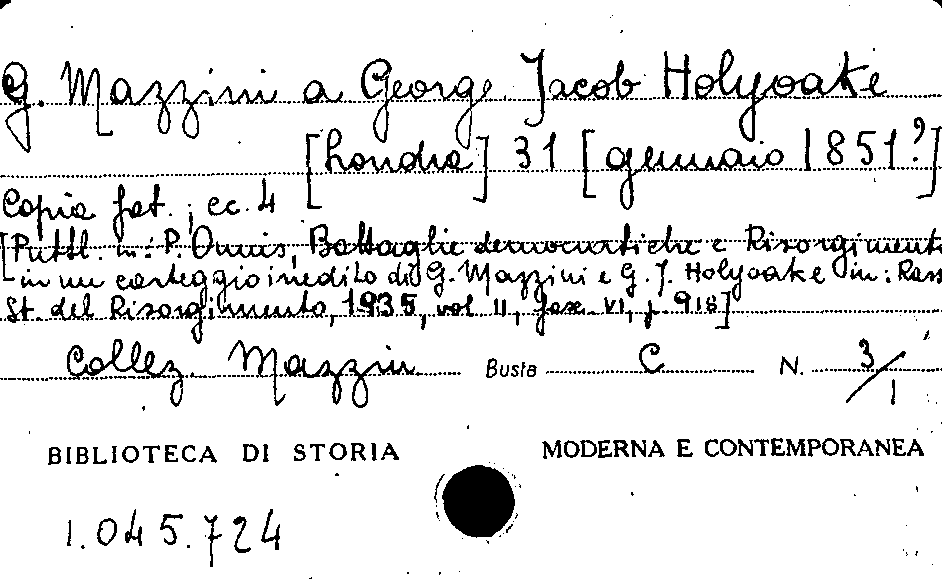 G. Mazzini a George Jacob Holyoake
[Londra] 31 [gennaio 1851?]
Copia fot., cc. 4
[Pubbl. in: P. Onnis, Battaglie democratiche e Risorgimento
in un carteggio inedito di G. Mazzini e G. J. Holyoake in: Rass
St. del Risorgimento, 1935, vol II, fasc. VI, p. 918]
Collez. Mazzini Busta C N. 3/1
BIBLIOTECA DI STORIA MODERNA E CONTEMPORANEA
1.045.724